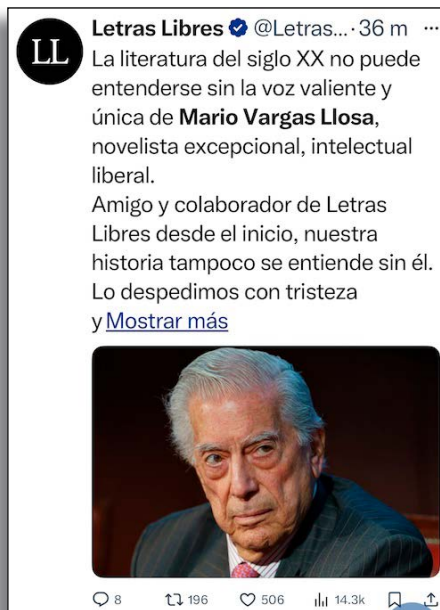 LL
Letras Libres @Letras... · 36 m ...
La literatura del siglo XX no puede
entenderse sin la voz valiente y
única de Mario Vargas Llosa,
novelista excepcional, intelectual
liberal.
Amigo y colaborador de Letras
Libres desde el inicio, nuestra
historia tampoco se entiende sin él.
Lo despedimos con tristeza
y Mostrar más
8 196 506 14.3k